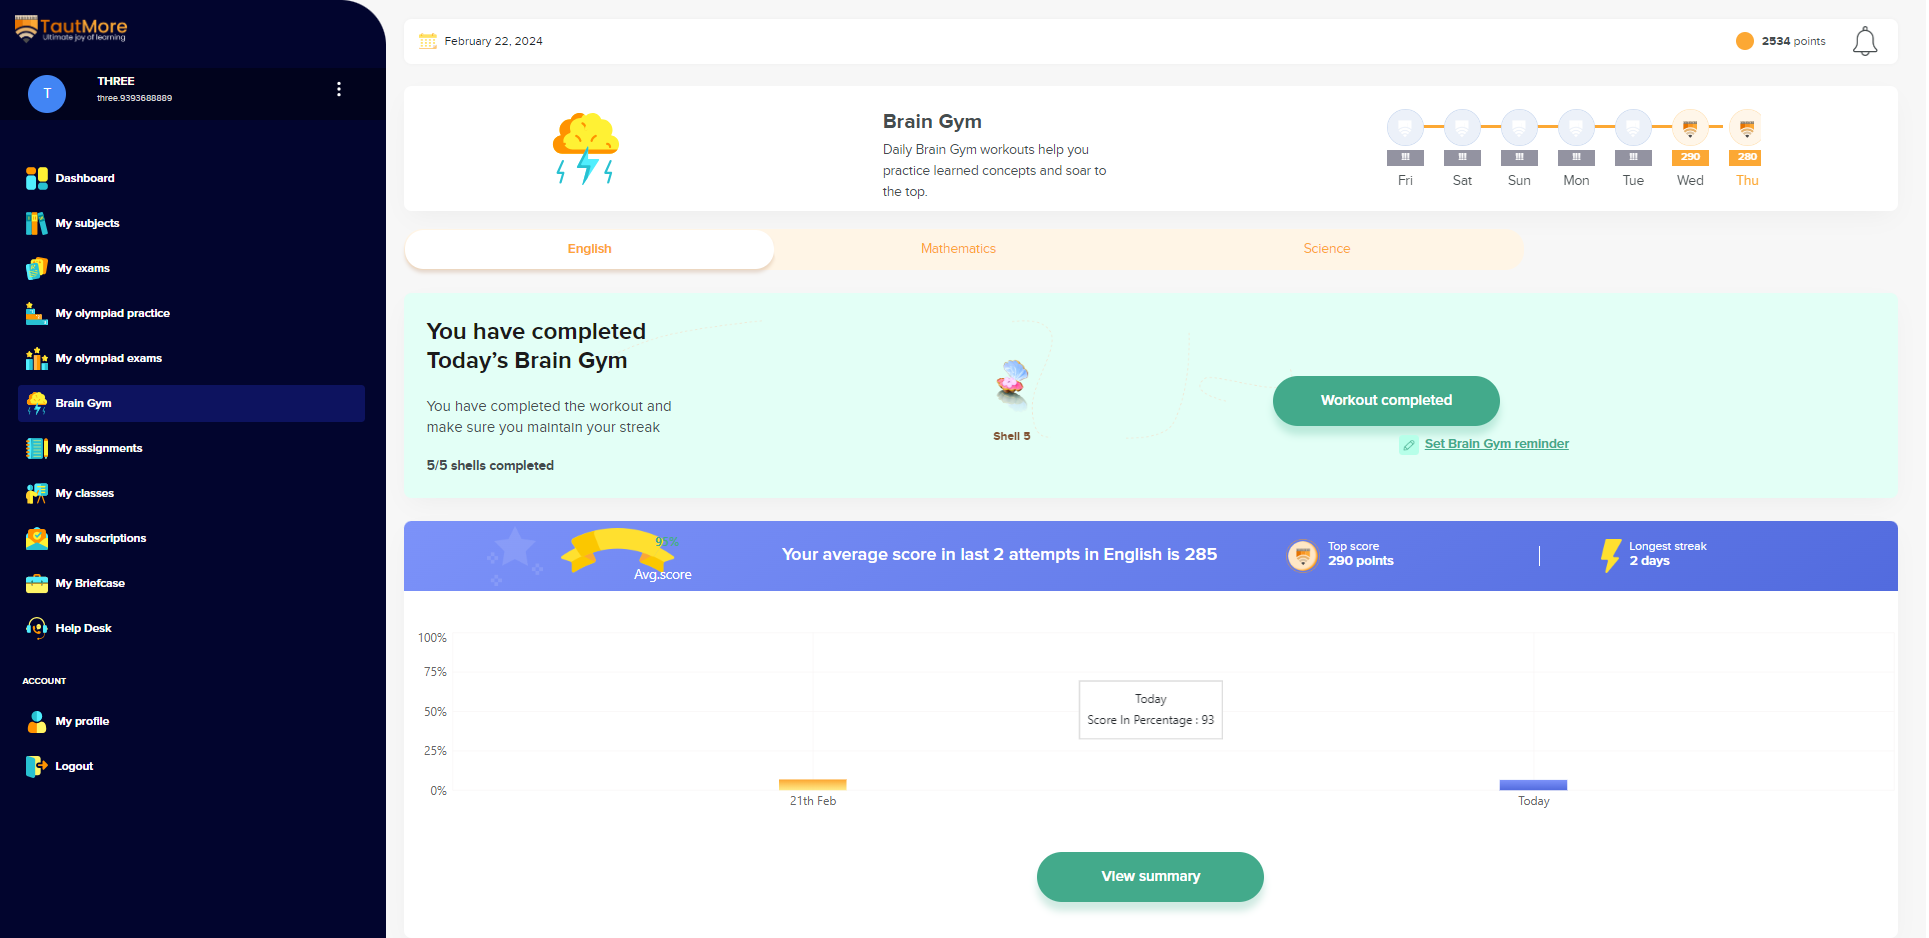 TautMore
Ultimate joy of learning
THREE
three.9393688889
T
Dashboard
My subjects
My exams
My olympiad practice
My olympiad exams
Brain Gym
My assignments
My classes
My subscriptions
My Briefcase
Help Desk
ACCOUNT
My profile
Logout
February 22, 2024
2534 points
Brain Gym
Daily Brain Gym workouts help you
practice learned concepts and soar to
the top.
!!! !!! !!! !!! !!! 290 280
Fri Sat Sun Mon Tue Wed Thu
English Mathematics Science
You have completed
Today's Brain Gym
You have completed the workout and
make sure you maintain your streak
5/5 shells completed
Shell 5
Workout completed
Set Brain Gym reminder
Avg.score
Your average score in last 2 attempts in English is 285
Top score
290 points
Longest streak
2 days
100%
75%
50%
25%
0%
Today
Score In Percentage : 93
21th Feb
Today
View summary